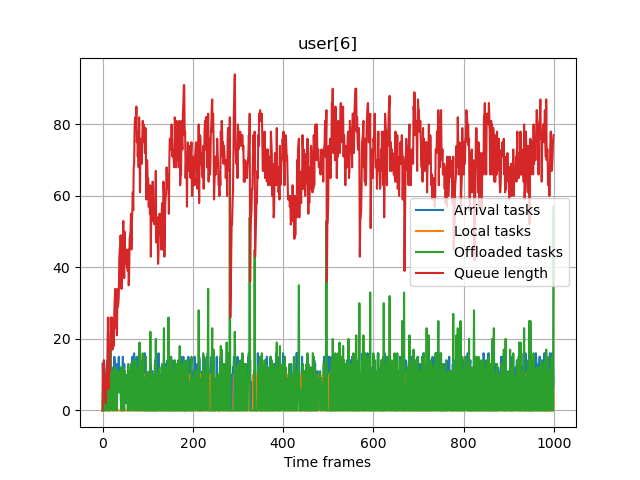 user[6]
80
60
40
20
0
Arrival tasks
Local tasks
Offloaded tasks
Queue length
0 200 400 600 800 1000
Time frames